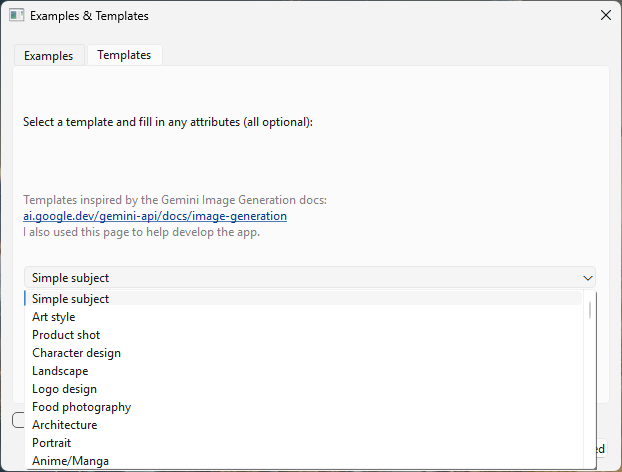 Examples & Templates
Examples
Templates
Select a template and fill in any attributes (all optional):
Templates inspired by the Gemini Image Generation docs:
ai.google.dev/gemini-api/docs/image-generation
I also used this page to help develop the app.
Simple subject
Simple subject
Art style
Product shot
Character design
Landscape
Logo design
Food photography
Architecture
Portrait
Anime/Manga